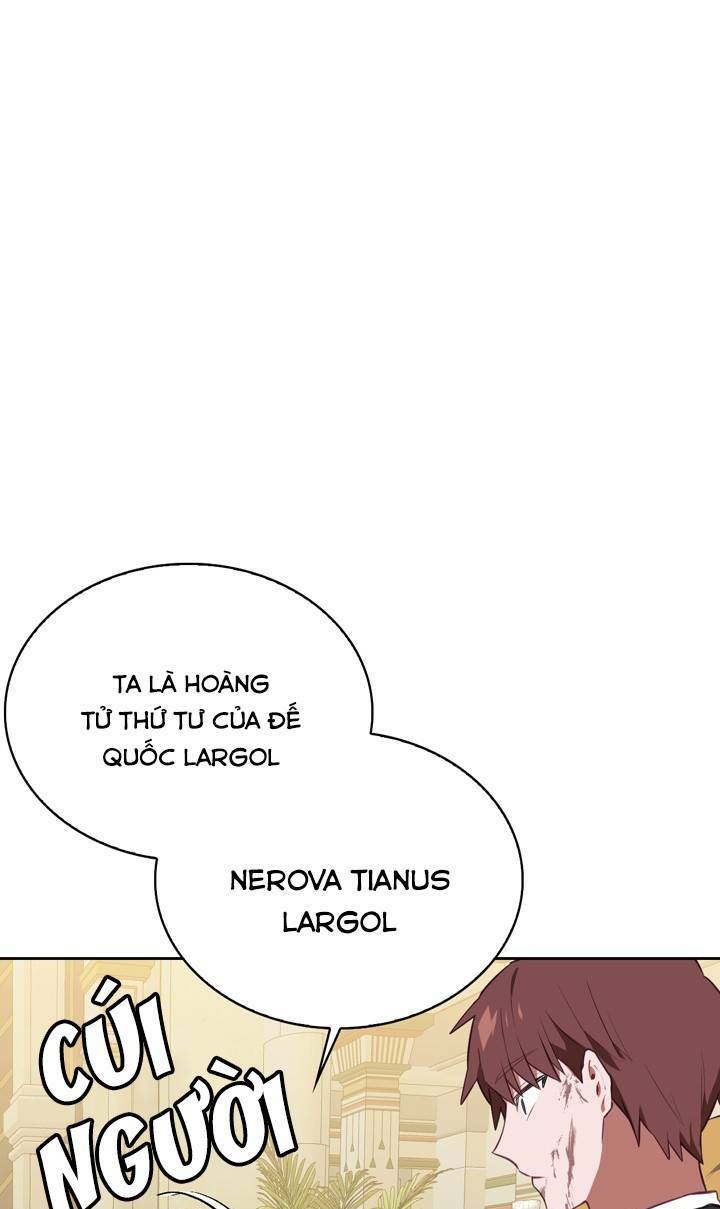 TA LÀ HOÀNG
TỬ THỨ TƯ CỦA ĐẾ
QUỐC LARGOL
NEROVA TIANUS
LARGOL
CÚI
NGƯỜI